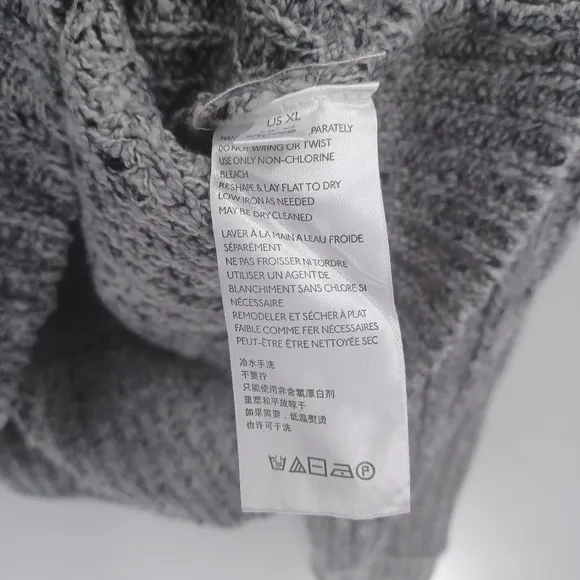 US XL
HAN PARATELY
DO NOT WRING OR TWIST
USE ONLY NON-CHLORINE
BLEACH
RESHAPE & LAY FLAT TO DRY
LOW IRON AS NEEDED
MAY BE DRY CLEANED
LAVER À LA MAIN A LEAU FROIDE
SÉPARÉMENT
NE PAS FROISSER NI TORDRE
UTILISER UN AGENT DE
BLANCHIMENT SANS CHLORE SI
NÉCESSAIRE
REMODELER ET SÉCHER À PLAT
FAIBLE COMME FER NÉCESSAIRES
PEUT-ÊTRE ÊTRE NETTOYÉE SEC
冷水手洗
不要拧
只能使用非含氯漂白剂
重塑和平放晾干
如果需要，低温熨烫
也许可干洗
P